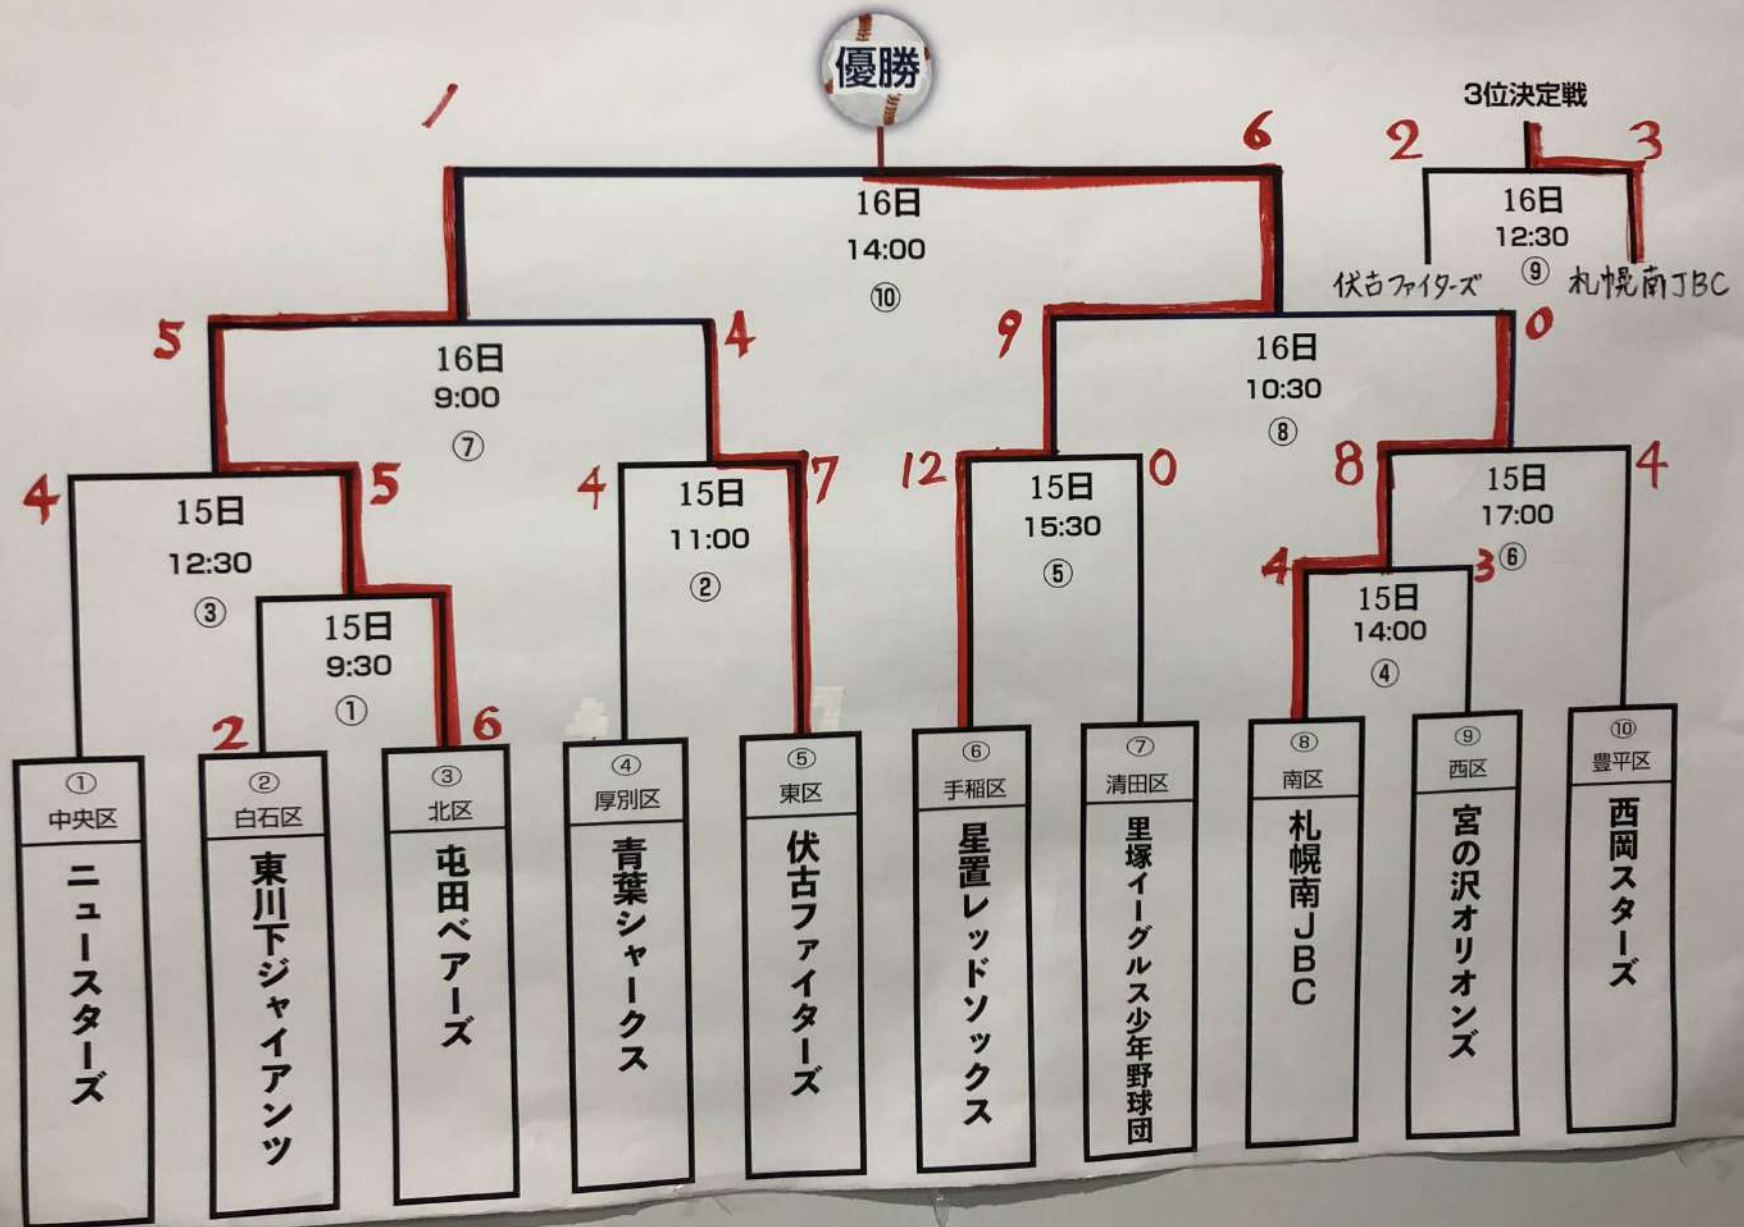 優勝
3位決定戦
1
6
2
3
16日
14:00
⑩
16日
12:30
⑨
伏古ファイターズ
札幌南JBC
5
4
9
0
16日
9:00
⑦
16日
10:30
⑧
4
5
4
7
12
0
8
4
15日
12:30
③
15日
11:00
②
15日
15:30
⑤
15日
17:00
⑥
4
3
15日
9:30
①
15日
14:00
④
2
6
①
中央区
ニュースターズ
②
白石区
東川下ジャイアンツ
③
北区
屯田ベアーズ
④
厚別区
青葉シャークス
⑤
東区
伏古ファイターズ
⑥
手稲区
星置レッドソックス
⑦
清田区
里塚イーグルス少年野球団
⑧
南区
札幌南JBC
⑨
西区
宮の沢オリオンズ
⑩
豊平区
西岡スターズ